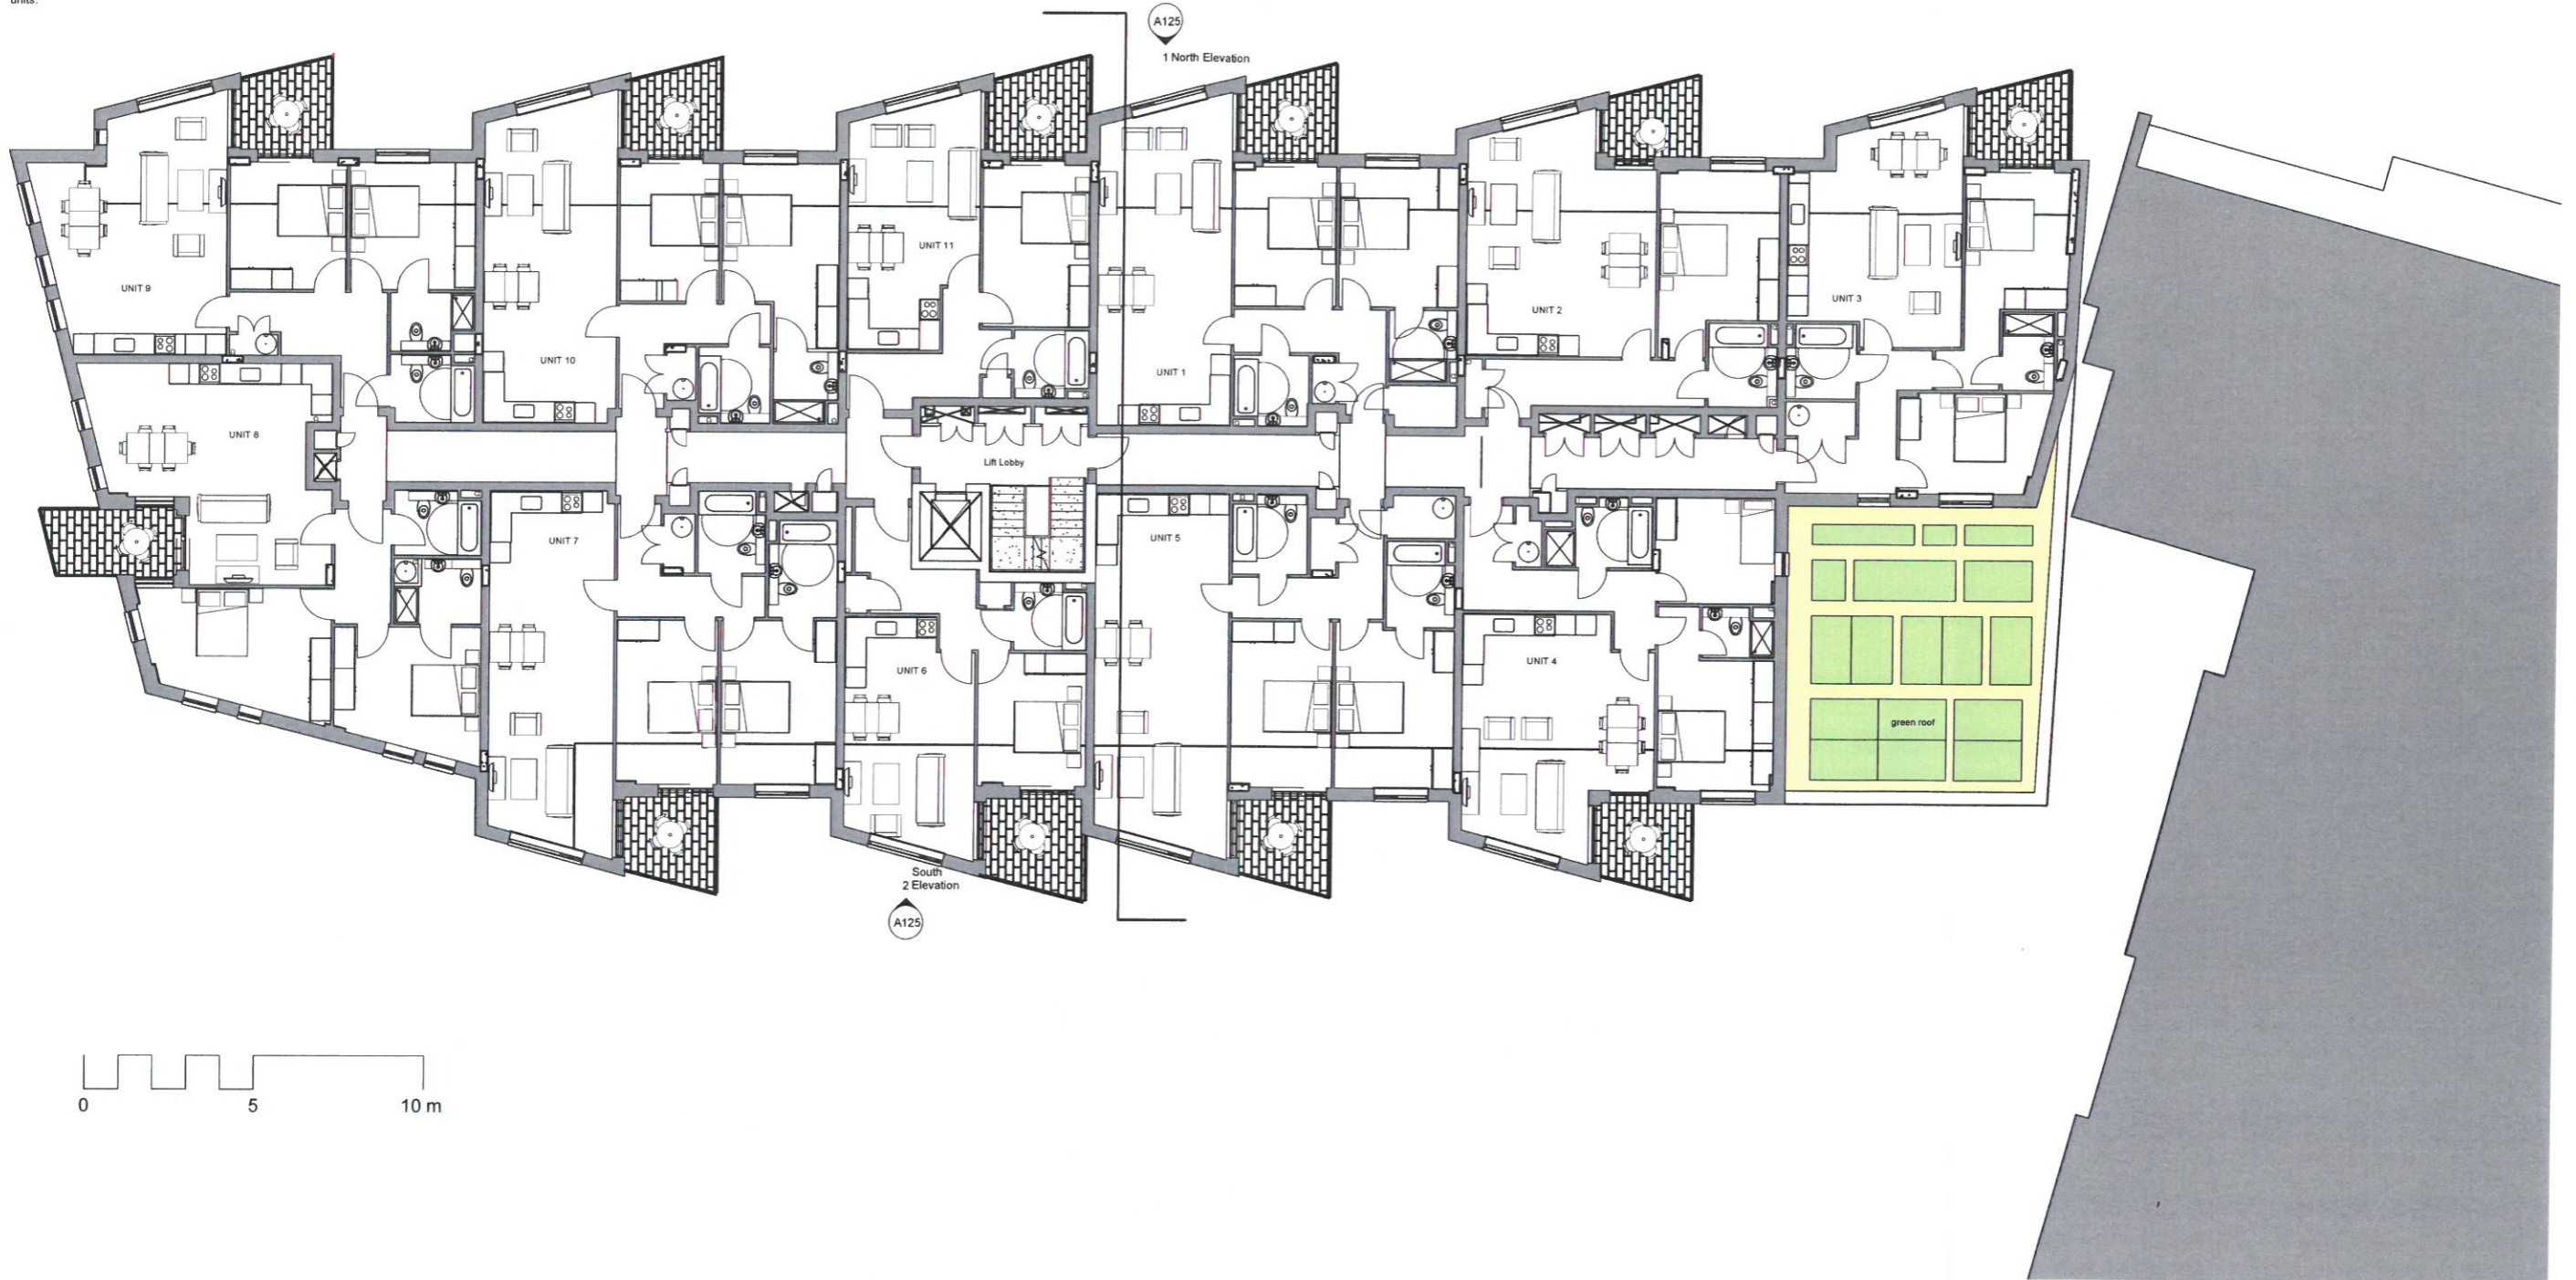 units.
A125
1 North Elevation
UNIT 11
UNIT 9
UNIT 3
UNIT 2
UNIT 10
UNIT 1
UNIT 8
Lift Lobby
UNIT 7
UNIT 5
UNIT 4
UNIT 6
green roof
South
2 Elevation
A125
0 5 10 m